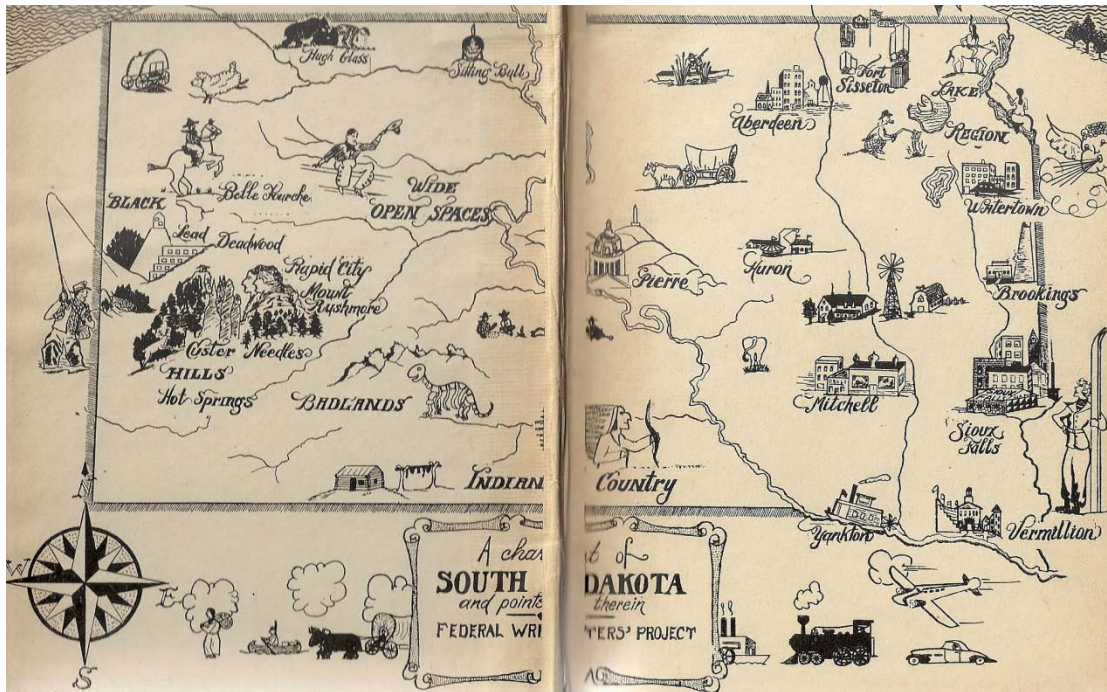 Hugh Glass
Sitting Bull
Belle Fourche
WIDE
OPEN SPACES
BLACK
Lead
Deadwood
Rapid City
Mount
Rushmore
Custer
Needles
HILLS
Hot Springs
BADLANDS
INDIAN
Country
Aberdeen
Fort
Sisseton
LAKE
REGION
Watertown
Pierre
Huron
Brookings
Mitchell
Sioux
Falls
Yankton
Vermillion
N
W
E
S
A char
t of
SOUTH DAKOTA
and points therein
FEDERAL WRI
TERS' PROJECT